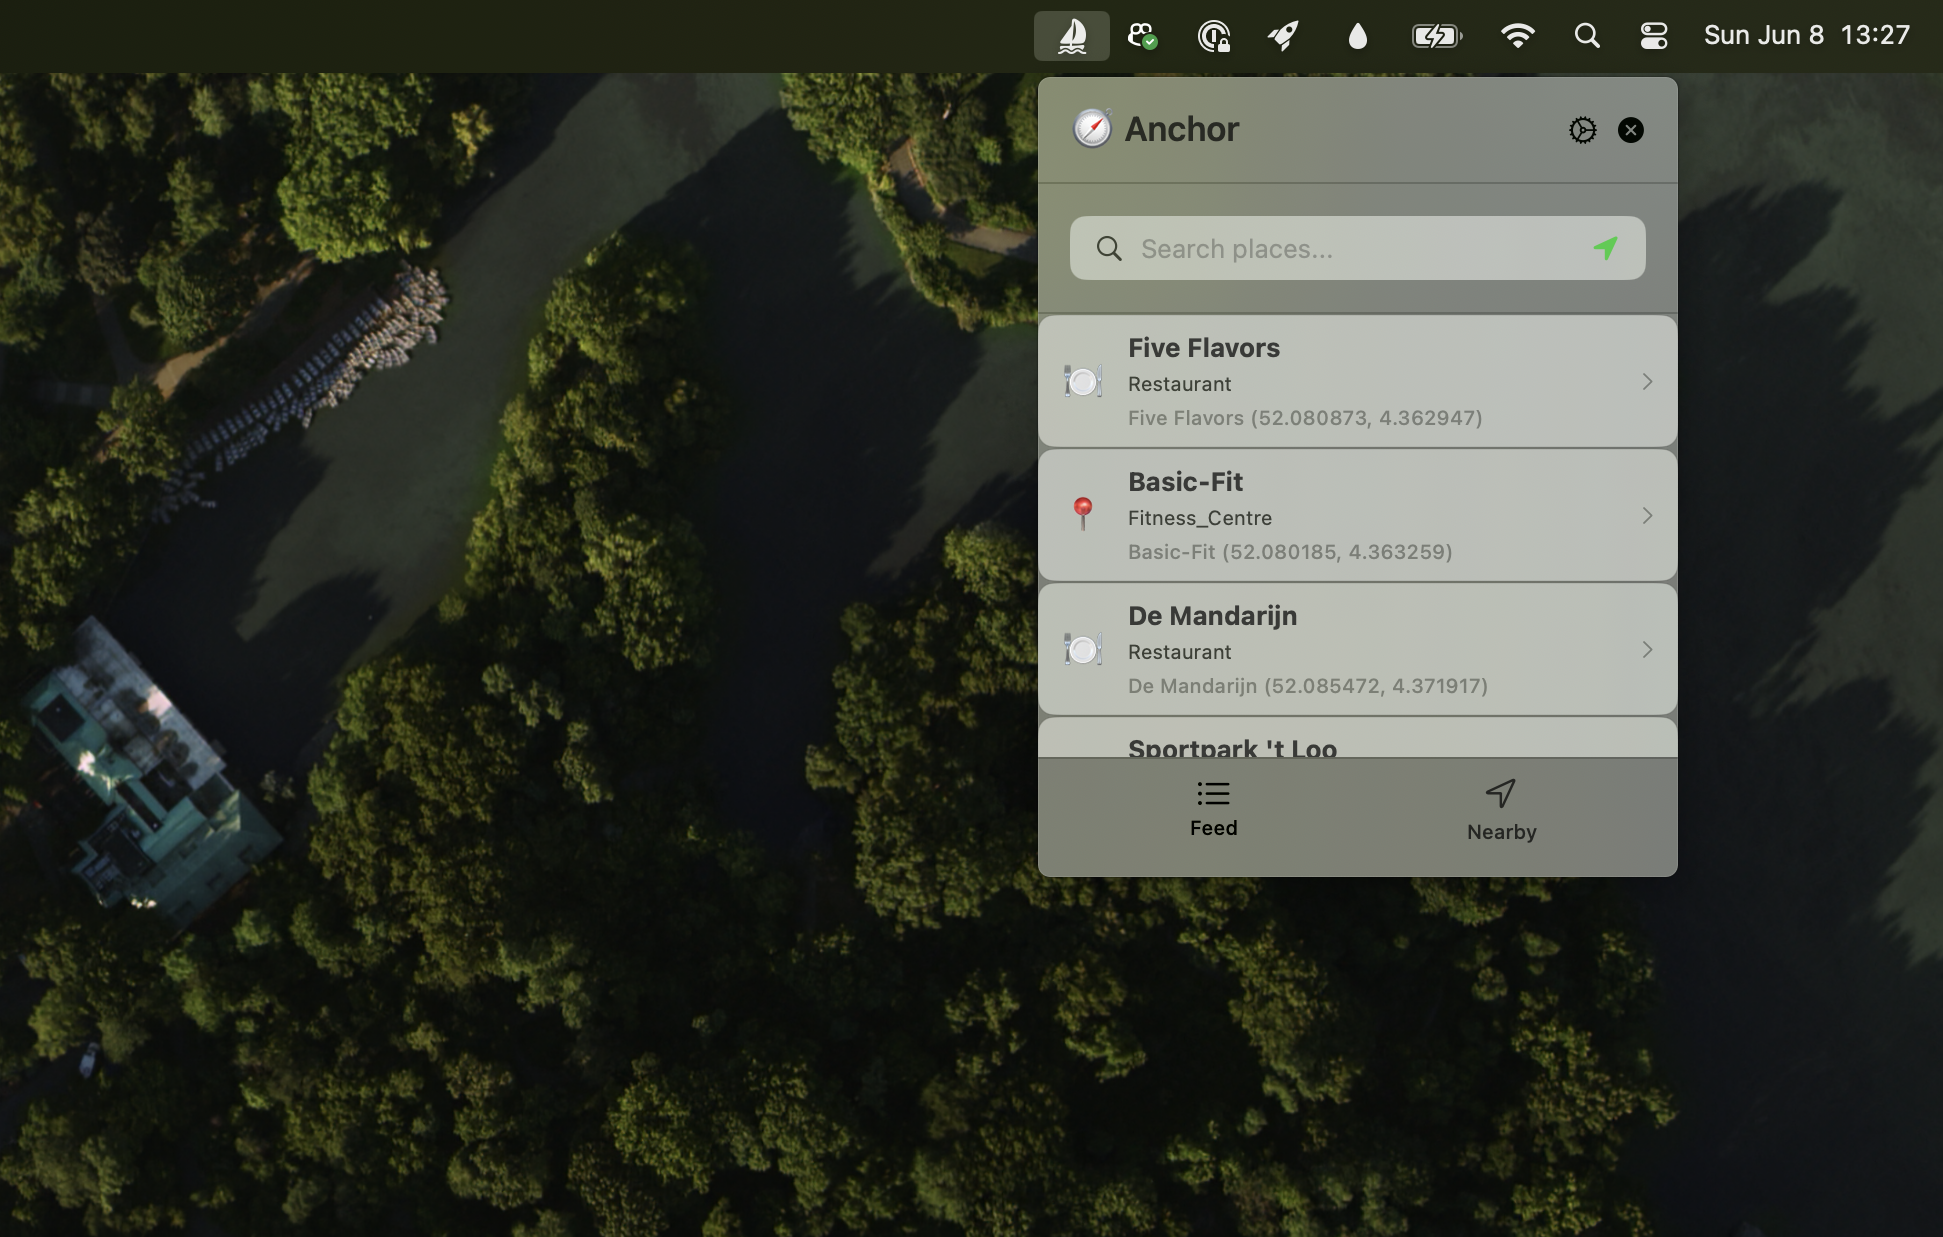 Sun Jun 8 13:27
Anchor
Search places...
Five Flavors
Restaurant
Five Flavors (52.080873, 4.362947)
Basic-Fit
Fitness_Centre
Basic-Fit (52.080185, 4.363259)
De Mandarijn
Restaurant
De Mandarijn (52.085472, 4.371917)
Sportpark 't Loo
Feed
Nearby